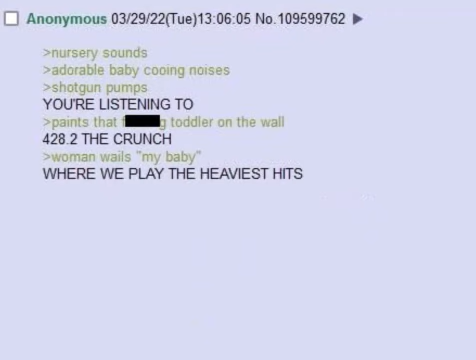 Anonymous 03/29/22(Tue)13:06:05 No.109599762 ▶
>nursery sounds
>adorable baby cooing noises
>shotgun pumps
YOU'RE LISTENING TO
>paints that f g toddler on the wall
428.2 THE CRUNCH
>woman wails "my baby"
WHERE WE PLAY THE HEAVIEST HITS